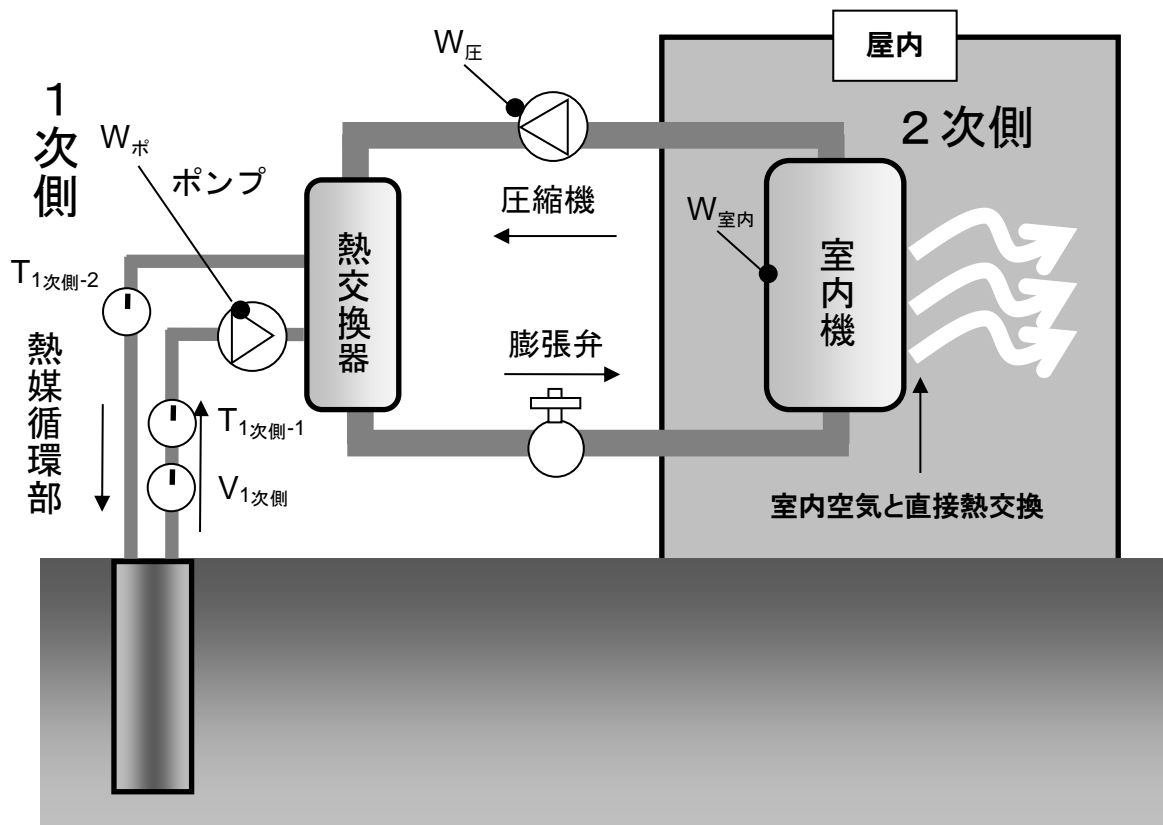 屋内
W圧
1次側
2次側
Wポ
ポンプ
圧縮機
W室内
熱交換器
室内機
T1次側-2
膨張弁
熱媒循環部
T1次側-1
V1次側
室内空気と直接熱交換